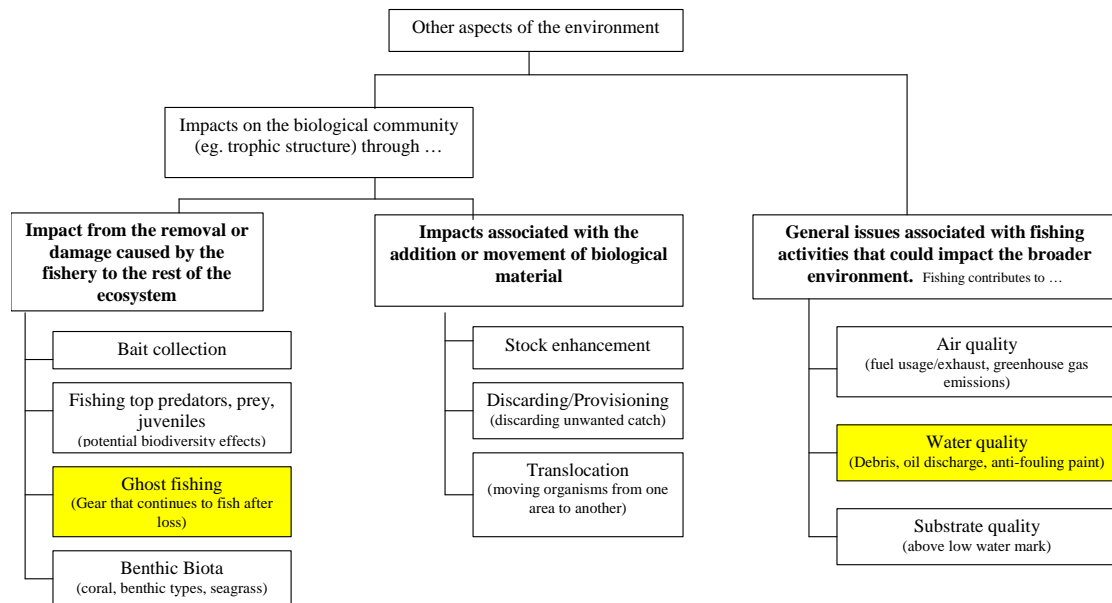 Other aspects of the environment
Impacts on the biological community
(eg. trophic structure) through …
Impact from the removal or
damage caused by the
fishery to the rest of the
ecosystem
Bait collection
Fishing top predators, prey,
juveniles
(potential biodiversity effects)
Ghost fishing
(Gear that continues to fish after
loss)
Benthic Biota
(coral, benthic types, seagrass)
Impacts associated with the
addition or movement of biological
material
Stock enhancement
Discarding/Provisioning
(discarding unwanted catch)
Translocation
(moving organisms from one
area to another)
General issues associated with fishing
activities that could impact the broader
environment. Fishing contributes to …
Air quality
(fuel usage/exhaust, greenhouse gas
emissions)
Water quality
(Debris, oil discharge, anti-fouling paint)
Substrate quality
(above low water mark)